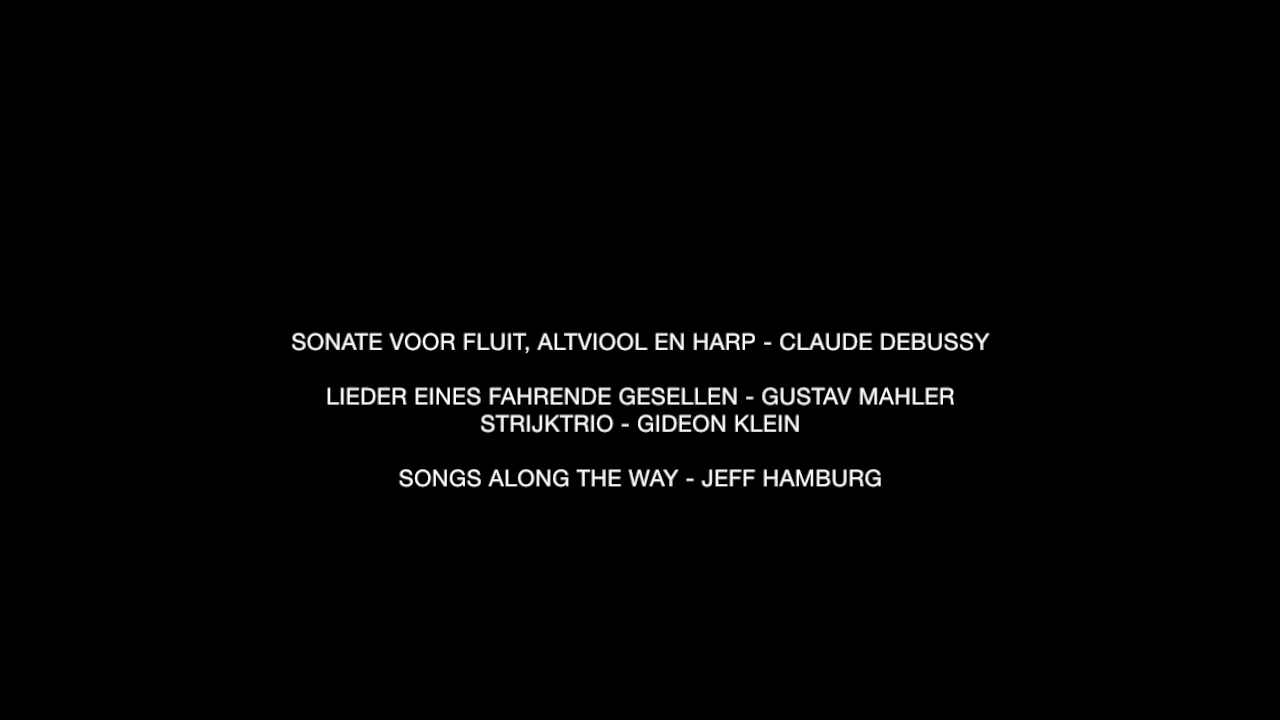 SONATE VOOR FLUIT, ALTVIOOL EN HARP - CLAUDE DEBUSSY
LIEDER EINES FAHRENDE GESELLEN - GUSTAV MAHLER
STRIJKTRIO - GIDEON KLEIN
SONGS ALONG THE WAY - JEFF HAMBURG